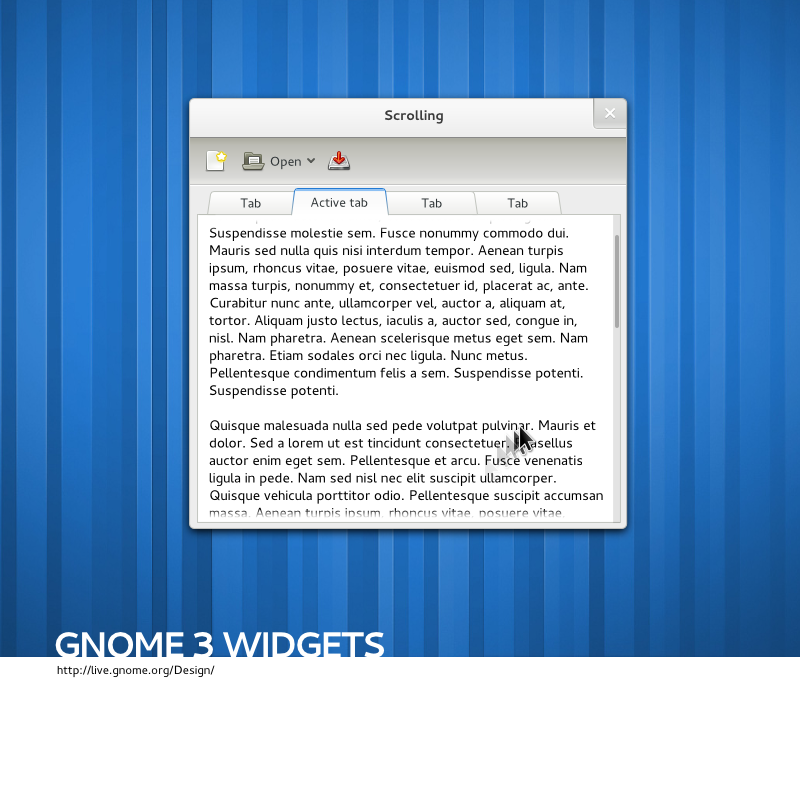 Scrolling
Open
Tab
Active tab
Tab
Tab
Suspendisse molestie sem. Fusce nonummy commodo dui.
Mauris sed nulla quis nisi interdum tempor. Aenean turpis
ipsum, rhoncus vitae, posuere vitae, euismod sed, ligula. Nam
massa turpis, nonummy et, consectetuer id, placerat ac, ante.
Curabitur nunc ante, ullamcorper vel, auctor a, aliquam at,
tortor. Aliquam justo lectus, iaculis a, auctor sed, congue in,
nisl. Nam pharetra. Aenean scelerisque metus eget sem. Nam
pharetra. Etiam sodales orci nec ligula. Nunc metus.
Pellentesque condimentum felis a sem. Suspendisse potenti.
Suspendisse potenti.
Quisque malesuada nulla sed pede volutpat pulvinar. Mauris et
dolor. Sed a lorem ut est tincidunt consectetuer. Phasellus
auctor enim eget sem. Pellentesque et arcu. Fusce venenatis
ligula in pede. Nam sed nisl nec elit suscipit ullamcorper.
Quisque vehicula porttitor odio. Pellentesque suscipit accumsan
massa. Aenean turpis ipsum, rhoncus vitae, posuere vitae,
GNOME 3 WIDGETS
http://live.gnome.org/Design/